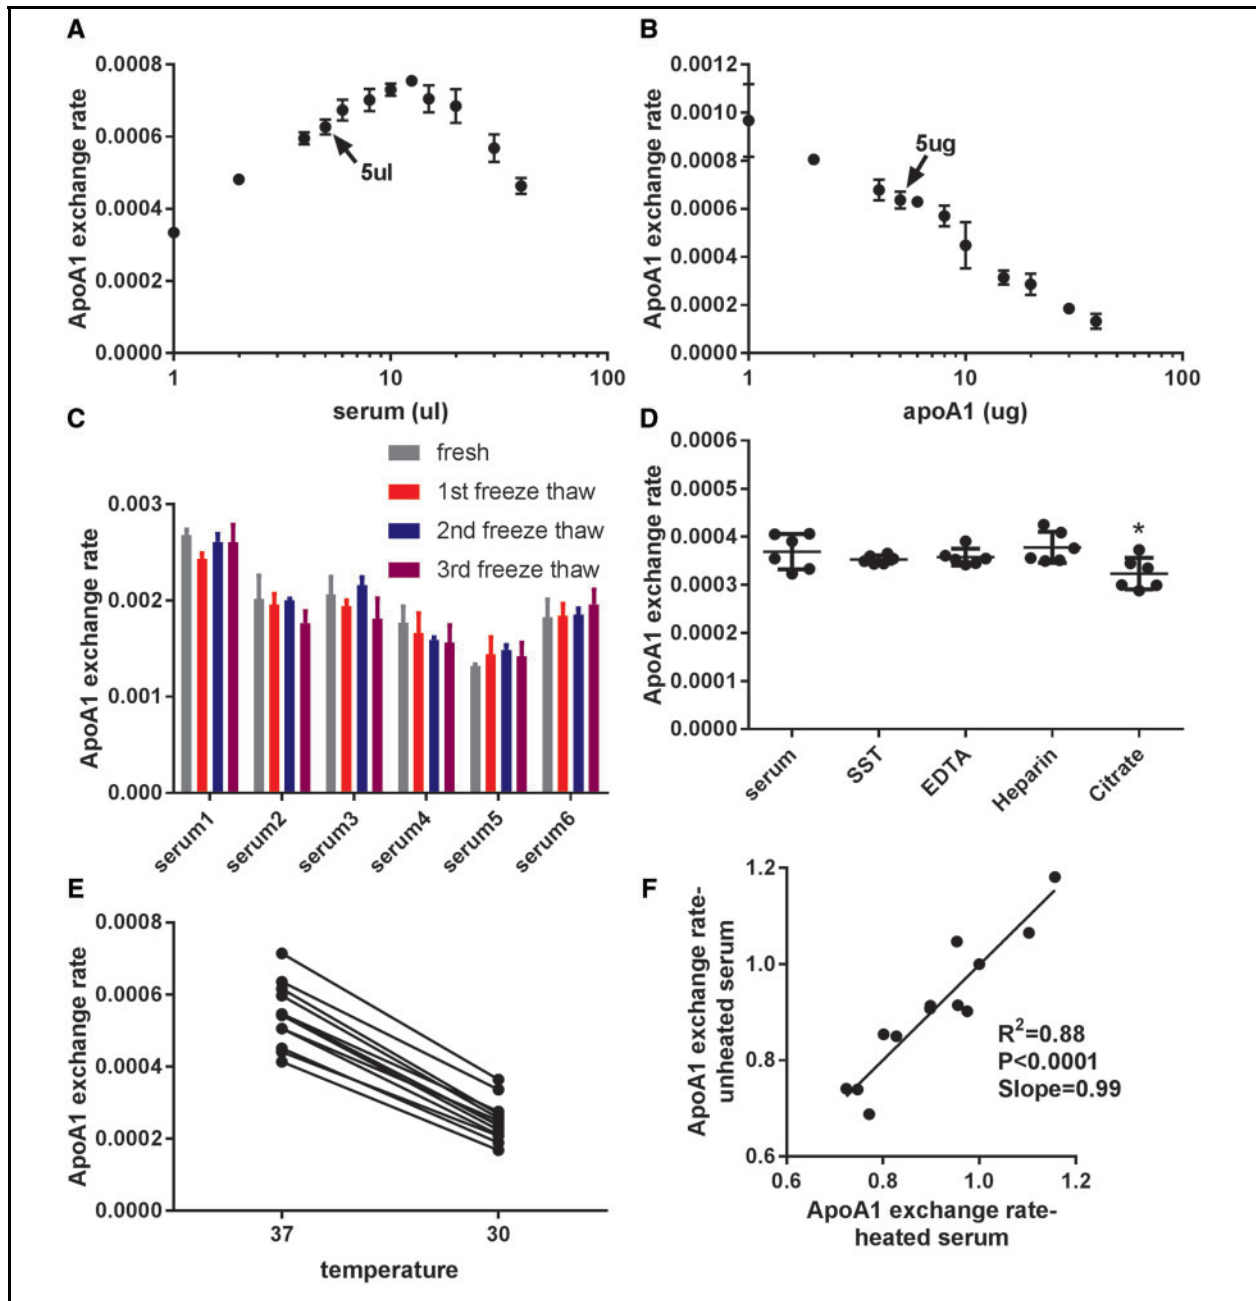 A
0.0008
0.0006
0.0004
0.0002
0.0000
ApoA1 exchange rate
5ul
1
10
100
serum (ul)
B
0.0012
0.0010
0.0008
0.0006
0.0004
0.0002
0.0000
ApoA1 exchange rate
5ug
1
10
100
apoA1 (ug)
C
fresh
1st freeze thaw
2nd freeze thaw
3rd freeze thaw
0.003
0.002
0.001
0.000
ApoA1 exchange rate
serum1
serum2
serum3
serum4
serum5
serum6
D
0.0006
0.0005
0.0004
0.0003
0.0002
0.0001
0.0000
ApoA1 exchange rate
*
serum
SST
EDTA
Heparin
Citrate
E
0.0008
0.0006
0.0004
0.0002
0.0000
ApoA1 exchange rate
37
30
temperature
F
1.2
1.0
0.8
0.6
ApoA1 exchange rate-
unheated serum
R²=0.88
P<0.0001
Slope=0.99
0.6
0.8
1.0
1.2
ApoA1 exchange rate-
heated serum